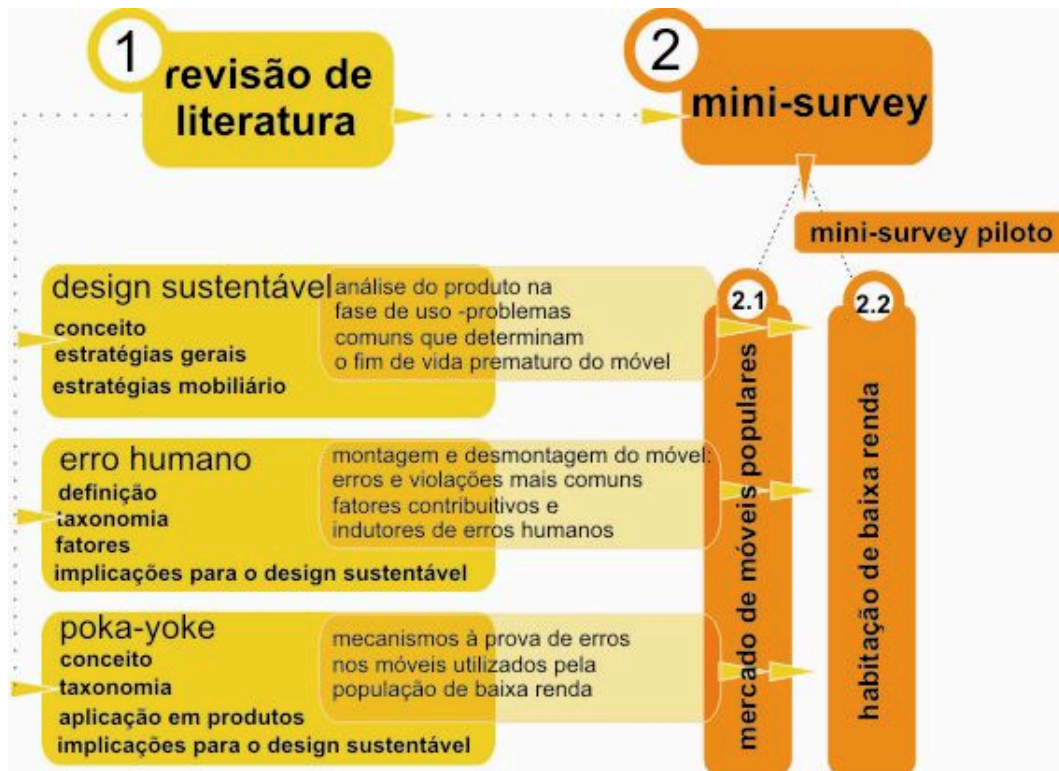 1
revisão de
literatura
2
mini-survey
mini-survey piloto
design sustentável
conceito
estratégias gerais
estratégias mobiliário
análise do produto na
fase de uso -problemas
comuns que determinam
o fim de vida prematuro do móvel
erro humano
definição
taxonomia
fatores
implicações para o design sustentável
montagem e desmontagem do móvel:
erros e violações mais comuns
fatores contribuitivos e
indutores de erros humanos
poka-yoke
conceito
taxonomia
aplicação em produtos
implicações para o design sustentável
mecanismos à prova de erros
nos móveis utilizados pela
população de baixa renda
2.1
mercado de móveis populares
2.2
habitação de baixa renda